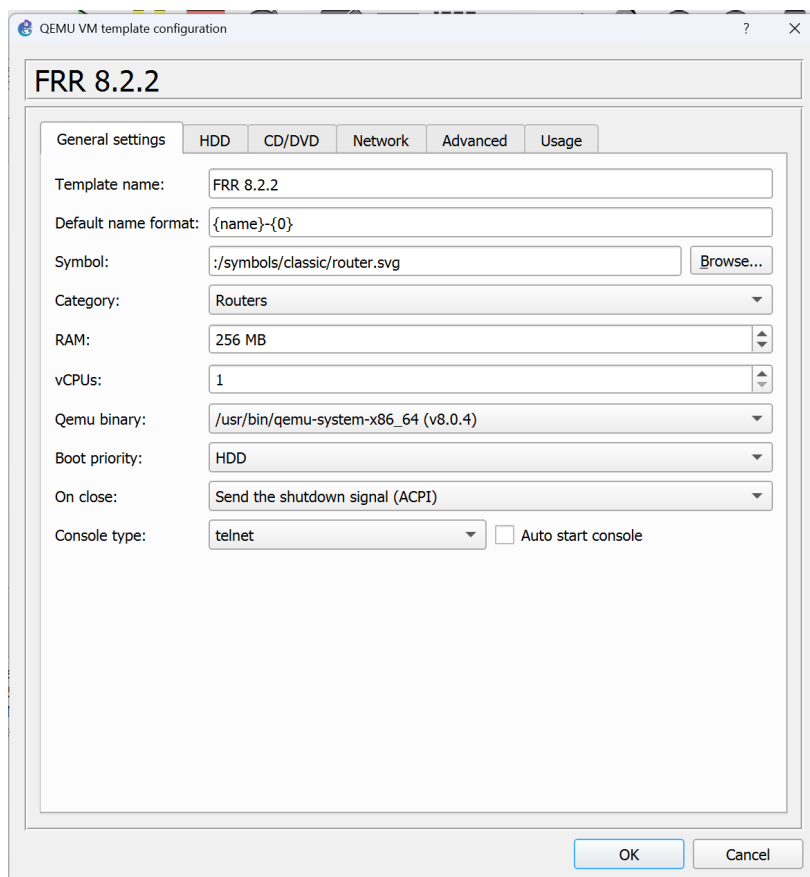 QEMU VM template configuration ? ×
FRR 8.2.2
General settings HDD CD/DVD Network Advanced Usage
Template name: FRR 8.2.2
Default name format: {name}-{0}
Symbol: :/symbols/classic/router.svg Browse...
Category: Routers
RAM: 256 MB
vCPUs: 1
Qemu binary: /usr/bin/qemu-system-x86_64 (v8.0.4)
Boot priority: HDD
On close: Send the shutdown signal (ACPI)
Console type: telnet Auto start console
OK Cancel